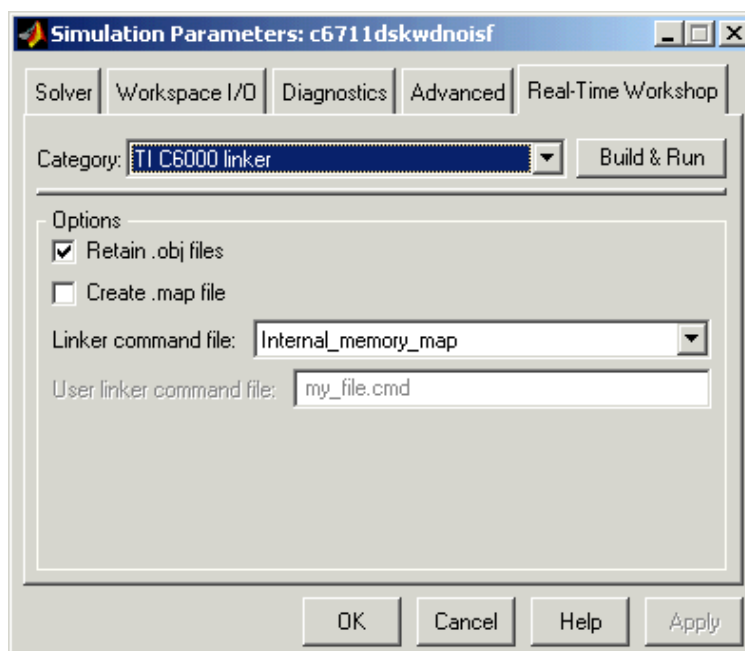 Simulation Parameters: c6711dskwdnoisf
Solver Workspace I/O Diagnostics Advanced Real-Time Workshop
Category: TI C6000 linker Build & Run
Options
Retain .obj files
Create .map file
Linker command file: Internal_memory_map
User linker command file: my_file.cmd
OK Cancel Help Apply